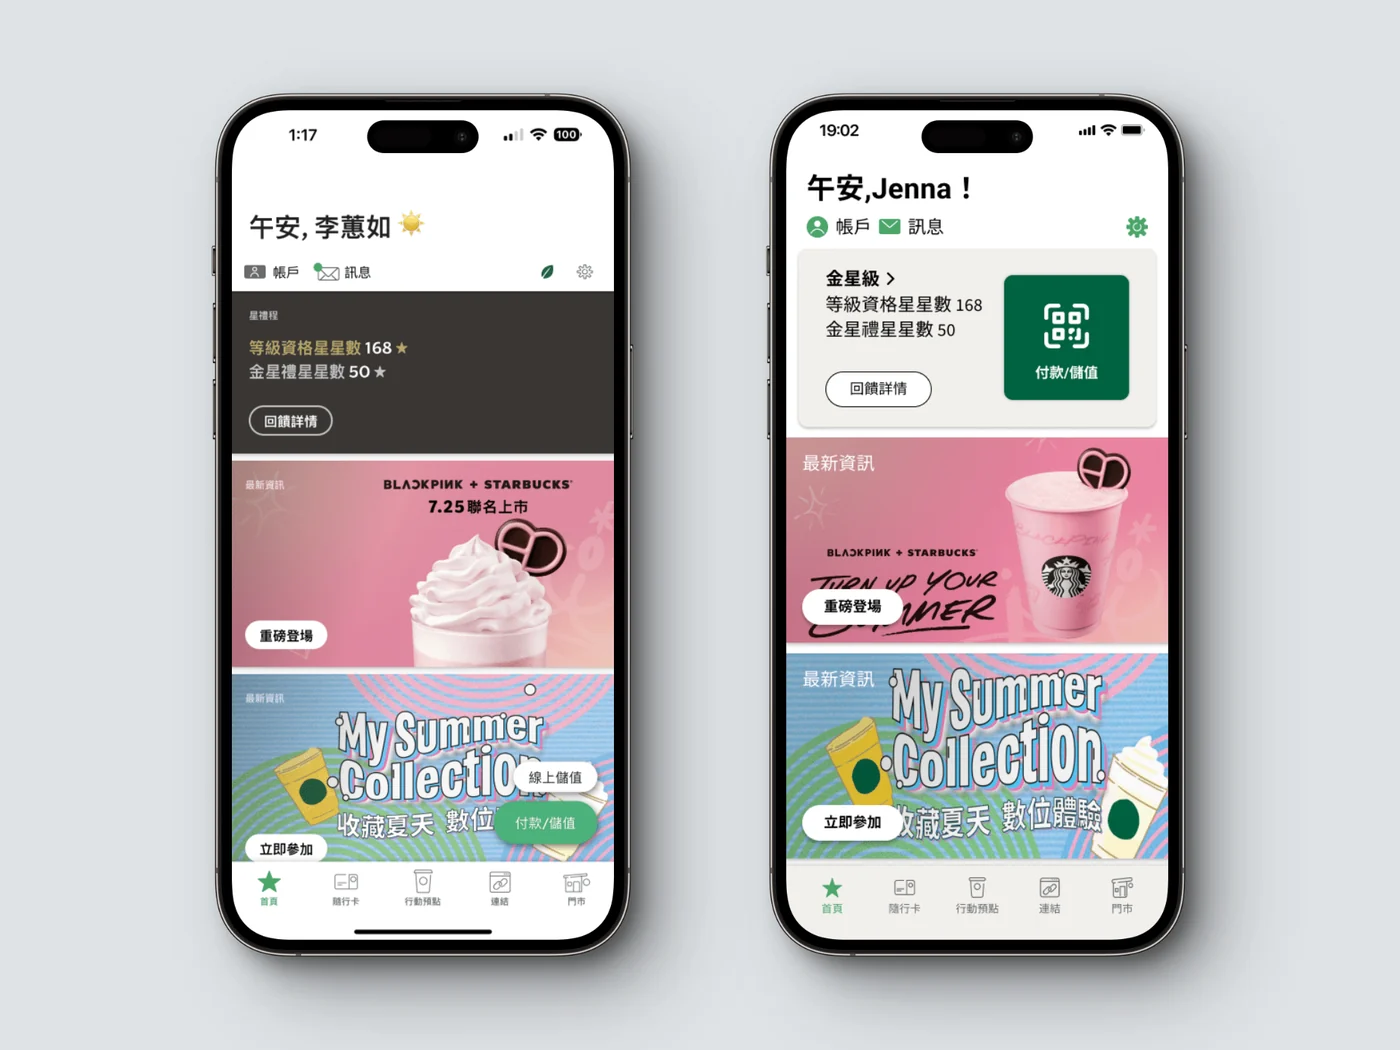 1:17
100
午安, 李蕙如
帳戶
訊息
星禮程
等級資格星星數 168 ★
金星禮星星數 50 ★
回饋詳情
最新資訊
BLACKPINK + STARBUCKS
7.25 聯名上市
重磅登場
最新資訊
My Summer
Collection
收藏夏天 數位
線上儲值
付款/儲值
立即參加
首頁
隨行卡
行動預點
連結
門市
19:02
午安,Jenna！
帳戶
訊息
金星級 >
等級資格星星數 168
金星禮星星數 50
回饋詳情
付款/儲值
最新資訊
BLACKPINK + STARBUCKS
TURN UP YOUR
SUMMER
重磅登場
最新資訊
My Summer
Collection
收藏夏天 數位體驗
立即參加
首頁
隨行卡
行動預點
連結
門市